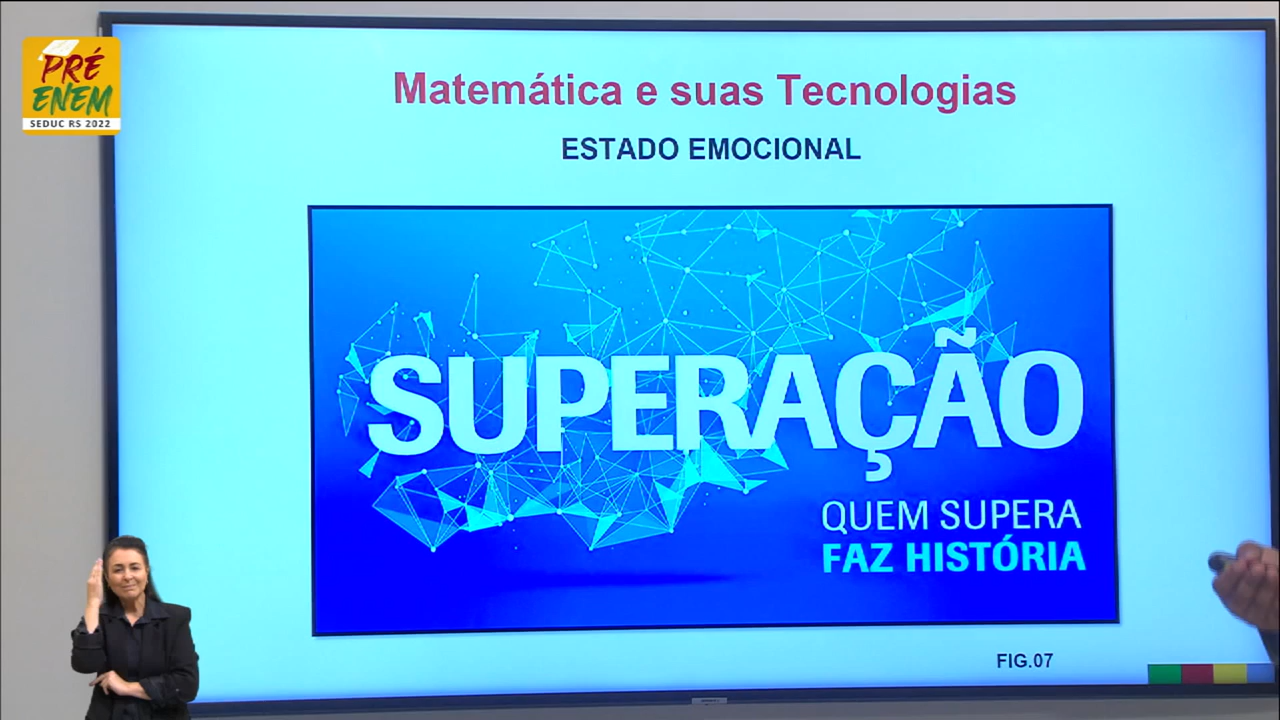 PRÉ
ENEM
SEDUC RS 2022
Matemática e suas Tecnologias
ESTADO EMOCIONAL
SUPERAÇÃO
QUEM SUPERA
FAZ HISTÓRIA
FIG.07